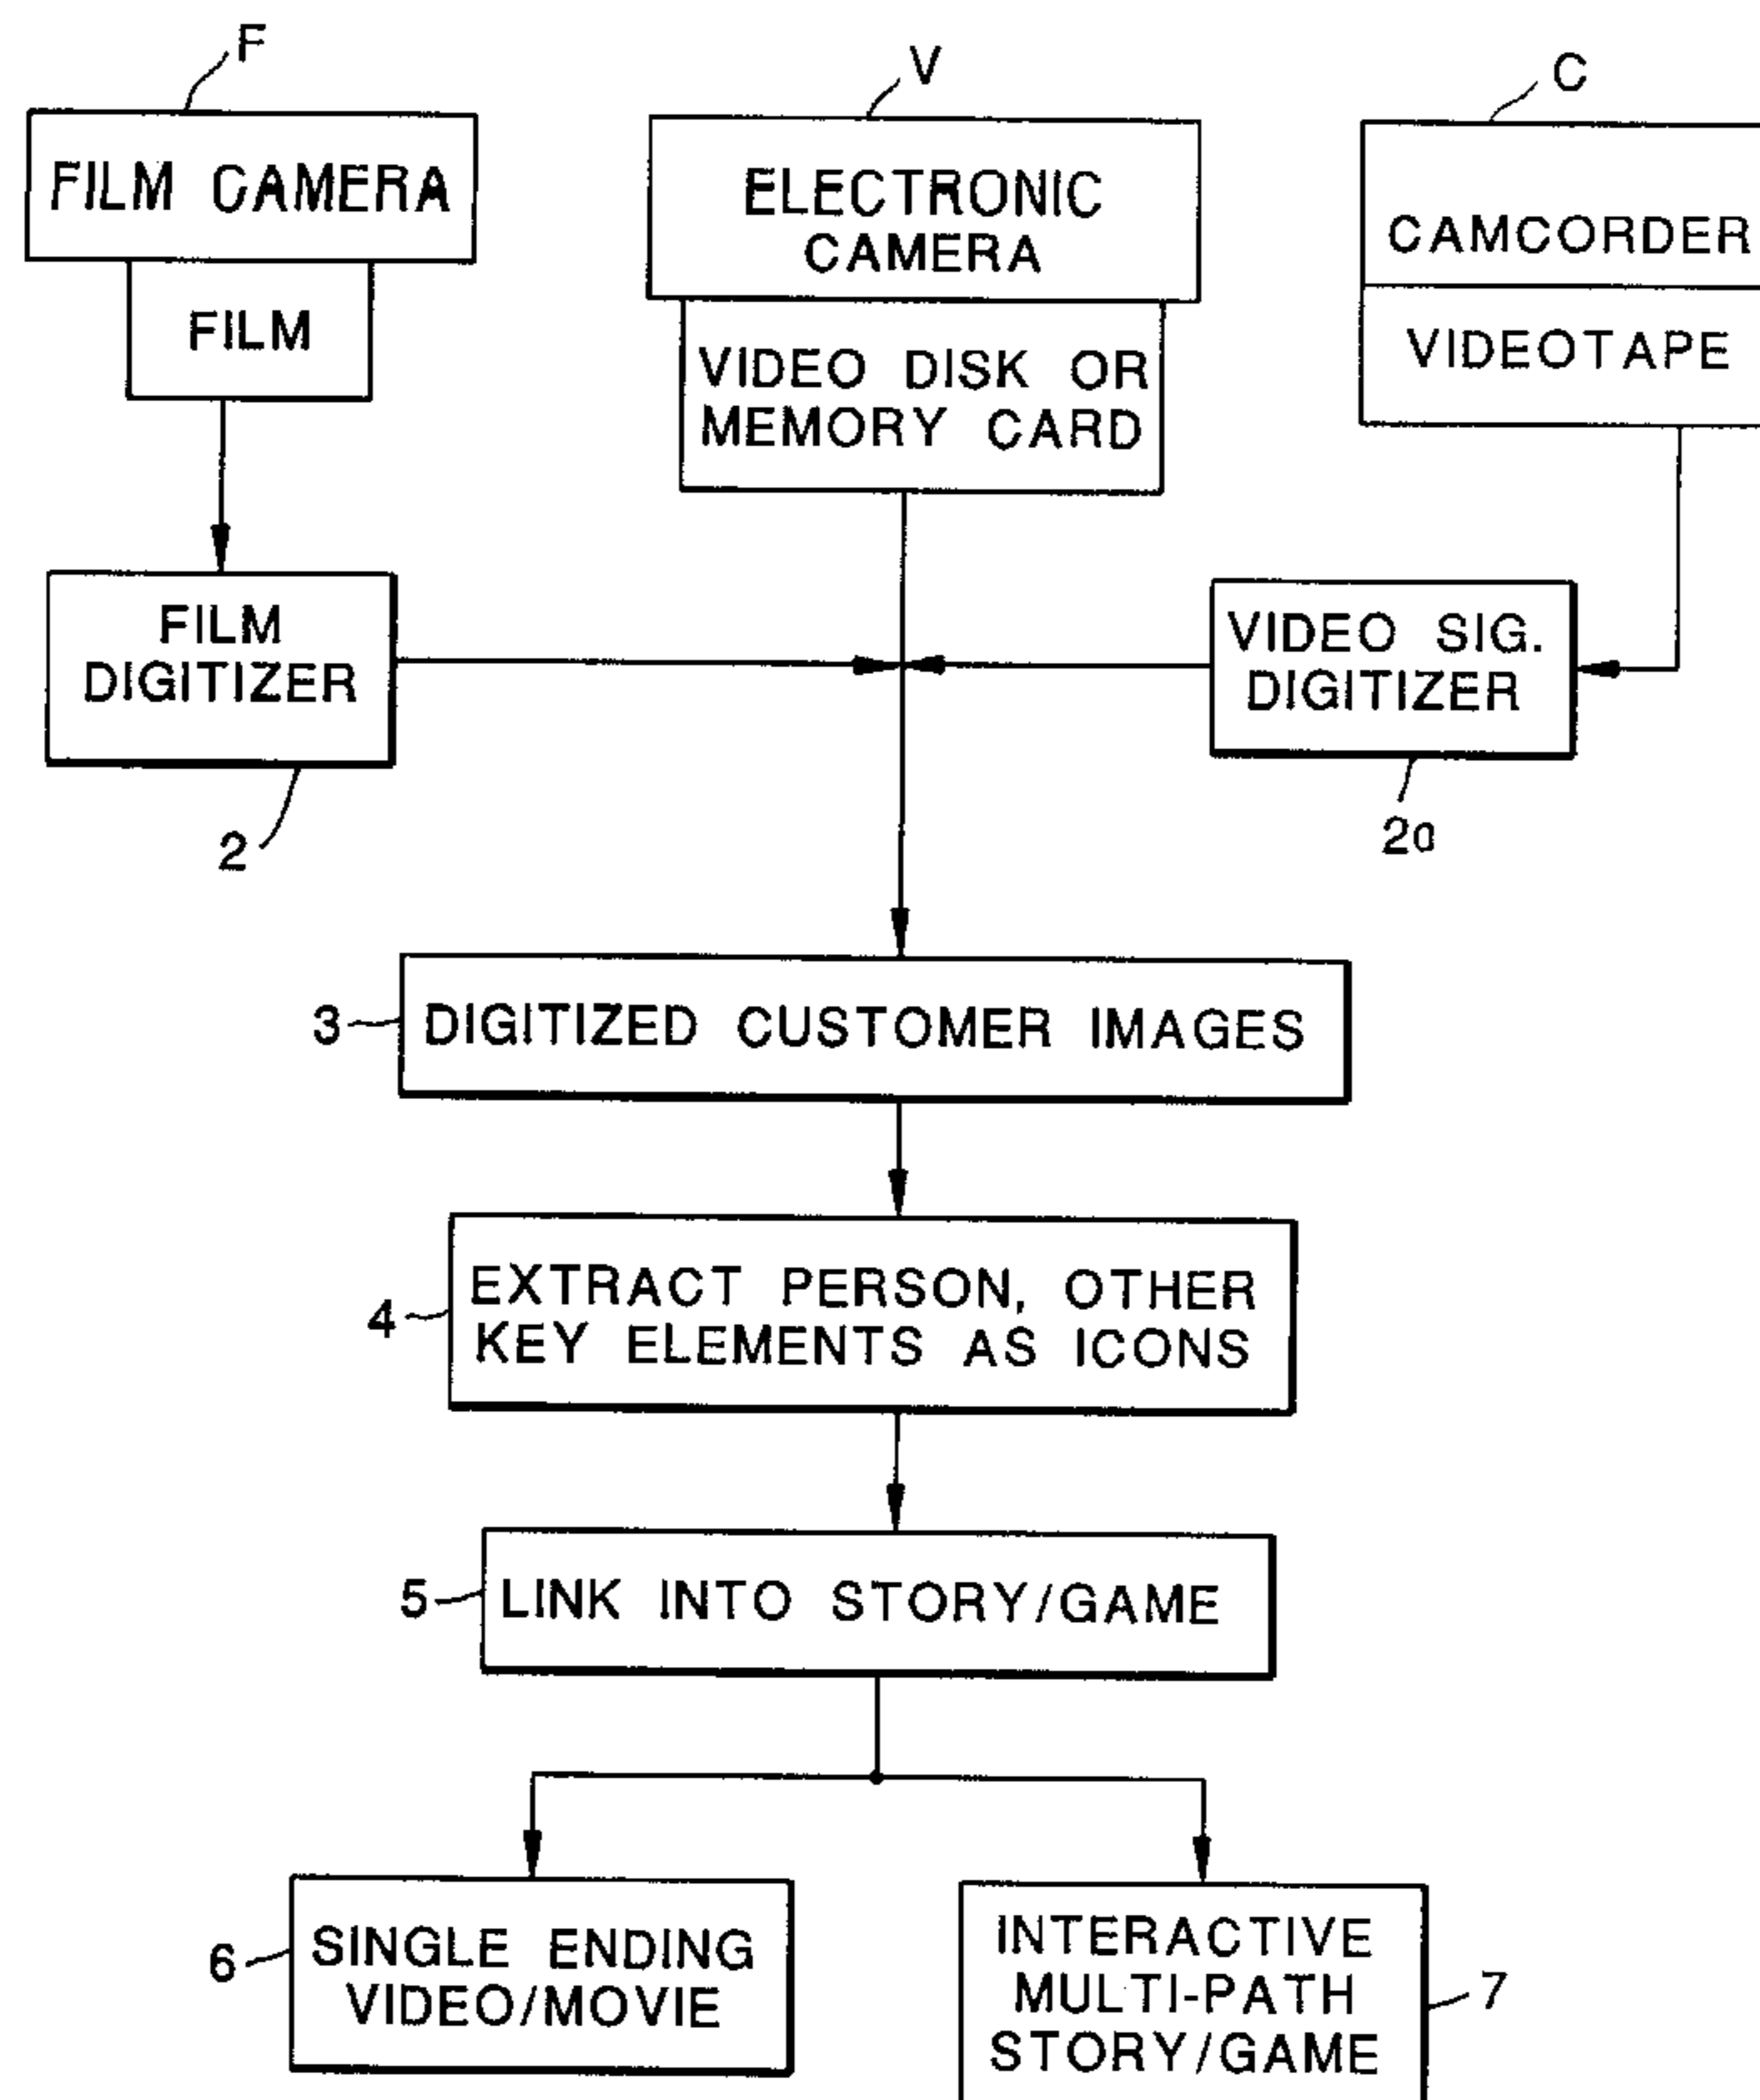 F
V
C
FILM CAMERA
ELECTRONIC
CAMERA
CAMCORDER
FILM
VIDEO DISK OR
MEMORY CARD
VIDEOTAPE
FILM
DIGITIZER
VIDEO SIG.
DIGITIZER
2
2a
3
DIGITIZED CUSTOMER IMAGES
4
EXTRACT PERSON, OTHER
KEY ELEMENTS AS ICONS
5
LINK INTO STORY/GAME
6
SINGLE ENDING
VIDEO/MOVIE
INTERACTIVE
MULTI-PATH
STORY/GAME
7